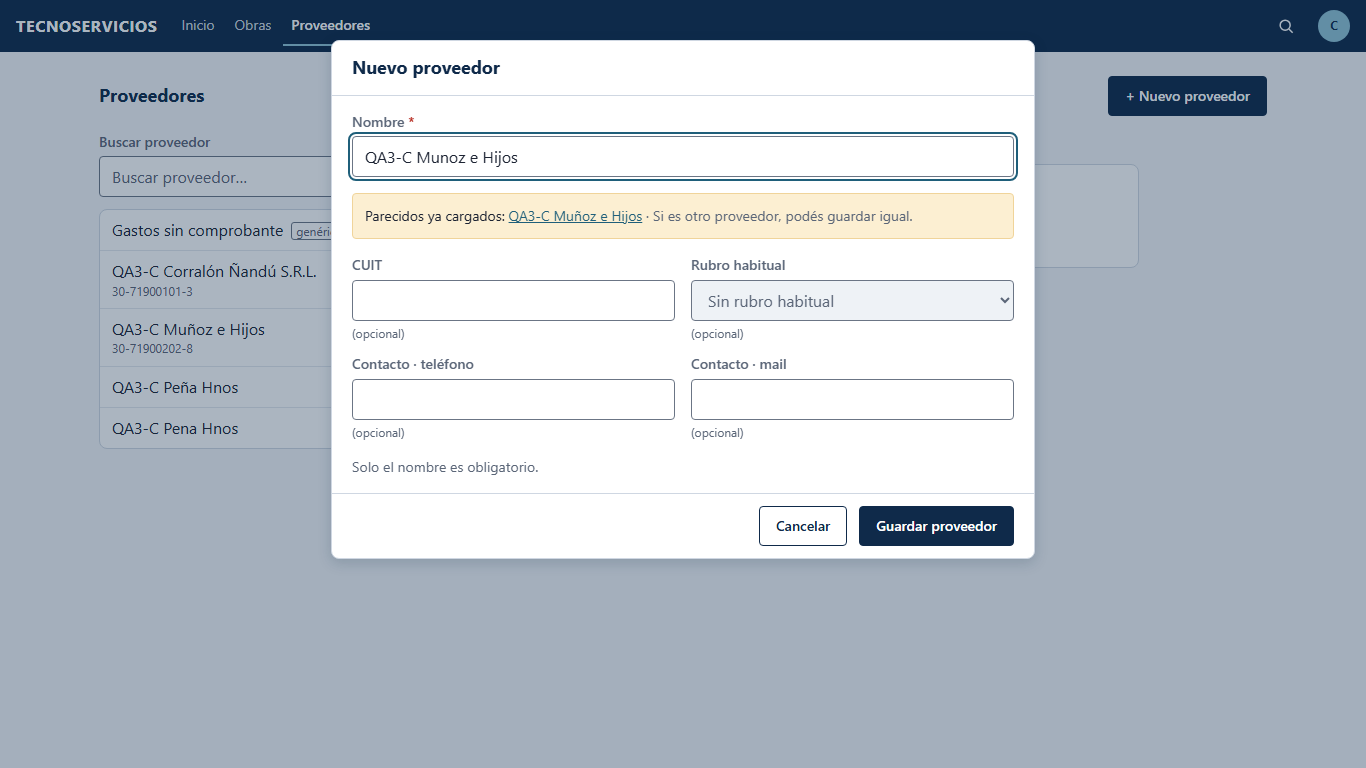 TECNOSERVICIOS Inicio Obras Proveedores C
Nuevo proveedor
Proveedores
+ Nuevo proveedor
Nombre *
Buscar proveedor
QA3-C Munoz e Hijos
Buscar proveedor...
Parecidos ya cargados: QA3-C Muñoz e Hijos · Si es otro proveedor, podés guardar igual.
Gastos sin comprobante
CUIT
Rubro habitual
QA3-C Corralón Ñandú S.R.L.
30-71900101-3
Sin rubro habitual
(opcional)
(opcional)
QA3-C Muñoz e Hijos
30-71900202-8
Contacto · teléfono
Contacto · mail
QA3-C Peña Hnos
(opcional)
(opcional)
QA3-C Pena Hnos
Solo el nombre es obligatorio.
Cancelar
Guardar proveedor